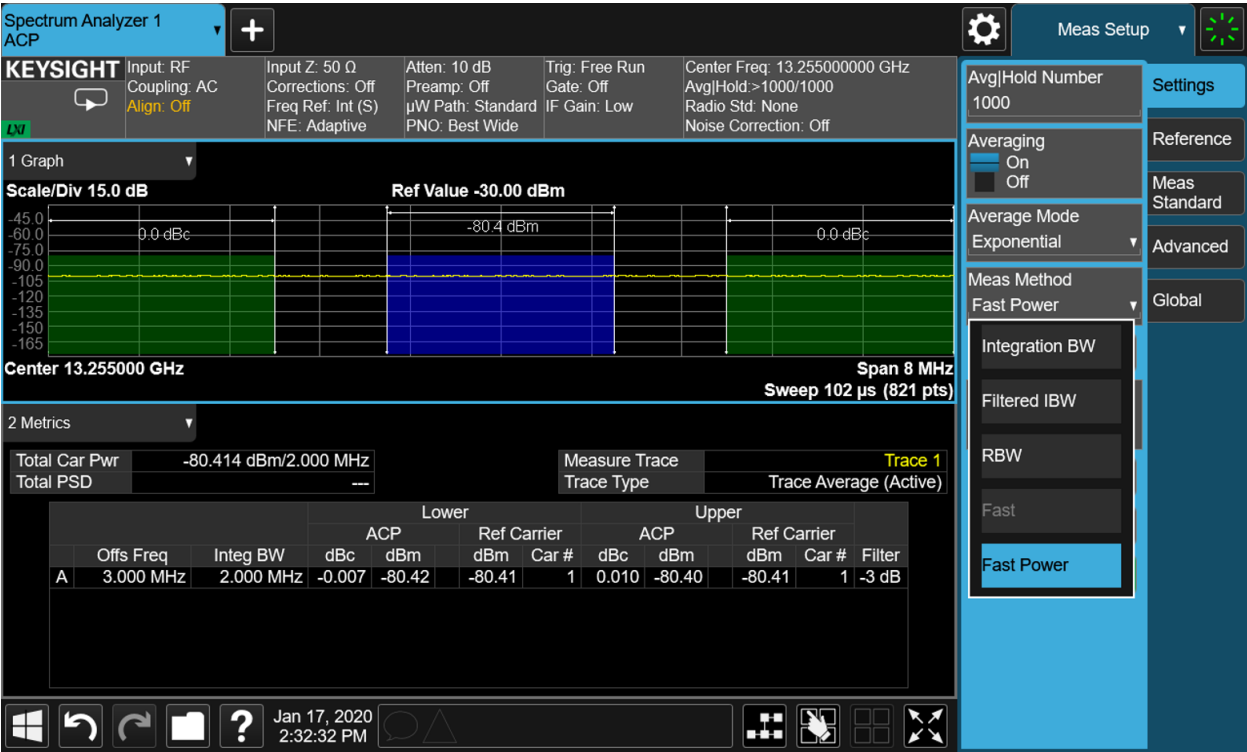 Spectrum Analyzer 1
ACP
+
Meas Setup
KEYSIGHT
LXI
Input: RF
Coupling: AC
Align: Off
Input Z: 50 Ω
Corrections: Off
Freq Ref: Int (S)
NFE: Adaptive
Atten: 10 dB
Preamp: Off
µW Path: Standard
PNO: Best Wide
Trig: Free Run
Gate: Off
IF Gain: Low
Center Freq: 13.255000000 GHz
Avg|Hold:>1000/1000
Radio Std: None
Noise Correction: Off
1 Graph
Scale/Div 15.0 dB
Ref Value -30.00 dBm
-45.0
-60.0
-75.0
-90.0
-105
-120
-135
-150
-165
0.0 dBc
-80.4 dBm
0.0 dBc
Center 13.255000 GHz
Span 8 MHz
Sweep 102 µs (821 pts)
2 Metrics
Total Car Pwr -80.414 dBm/2.000 MHz
Total PSD ---
Measure Trace Trace 1
Trace Type Trace Average (Active)
Lower Upper
ACP Ref Carrier ACP Ref Carrier
Offs Freq Integ BW dBc dBm dBm Car # dBc dBm dBm Car # Filter
A 3.000 MHz 2.000 MHz -0.007 -80.42 -80.41 1 0.010 -80.40 -80.41 1 -3 dB
Avg|Hold Number
1000
Averaging
On
Off
Average Mode
Exponential
Meas Method
Fast Power
Integration BW
Filtered IBW
RBW
Fast
Fast Power
Settings
Reference
Meas
Standard
Advanced
Global
?
Jan 17, 2020
2:32:32 PM